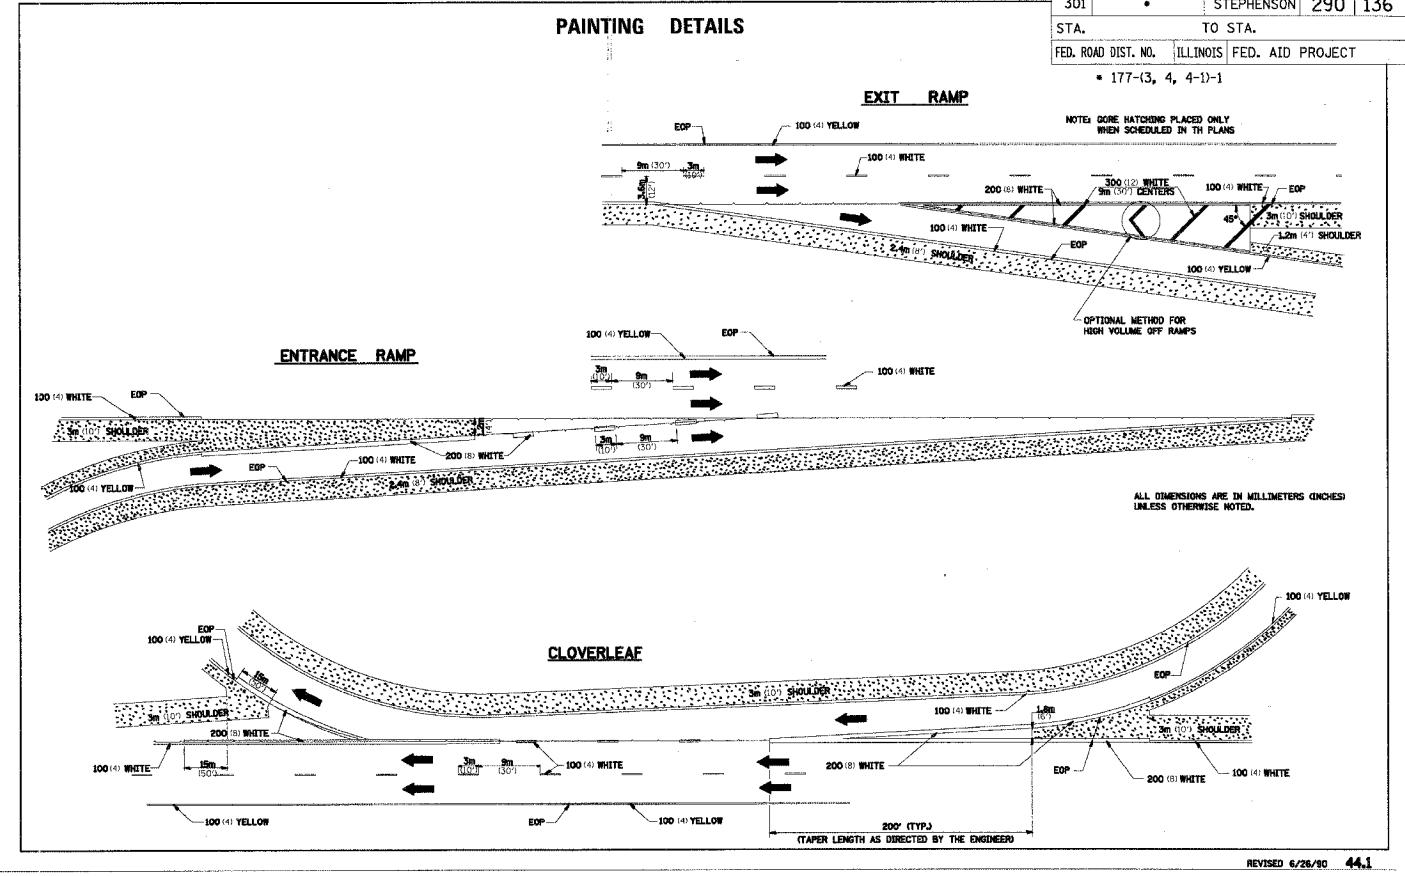 301 * STEPHENSON 290 136
STA. TO STA.
FED. ROAD DIST. NO. ILLINOIS FED. AID PROJECT
* 177-(3, 4, 4-1)-1
PAINTING DETAILS
EXIT RAMP
NOTE: GORE HATCHING PLACED ONLY
WHEN SCHEDULED IN TH PLANS
EOP
100 (4) YELLOW
100 (4) WHITE
9m (30')
3m
(10')
3.6m
(12')
200 (8) WHITE
300 (12) WHITE
9m (30') CENTERS
100 (4) WHITE
EOP
45°
3m (10') SHOULDER
1.2m (4') SHOULDER
100 (4) WHITE
EOP
2.4m (8') SHOULDER
100 (4) YELLOW
OPTIONAL METHOD FOR
HIGH VOLUME OFF RAMPS
ENTRANCE RAMP
100 (4) YELLOW
EOP
3m
(10')
9m
(30')
100 (4) WHITE
100 (4) WHITE
EOP
3m (10') SHOULDER
3m
(10')
9m
(30')
200 (8) WHITE
100 (4) WHITE
EOP
100 (4) YELLOW
2.4m (8') SHOULDER
ALL DIMENSIONS ARE IN MILLIMETERS (INCHES)
UNLESS OTHERWISE NOTED.
CLOVERLEAF
EOP
100 (4) YELLOW
15m
3m (10') SHOULDER
200 (8) WHITE
100 (4) WHITE
15m
(50')
100 (4) YELLOW
3m
(10')
9m
(30')
100 (4) WHITE
EOP
100 (4) YELLOW
3m (10') SHOULDER
100 (4) WHITE
1.8m
(6')
EOP
100 (4) YELLOW
3m (10') SHOULDER
200 (8) WHITE
EOP
200 (8) WHITE
100 (4) WHITE
200' (TYP.)
(TAPER LENGTH AS DIRECTED BY THE ENGINEER)
REVISED 6/26/90 44.1